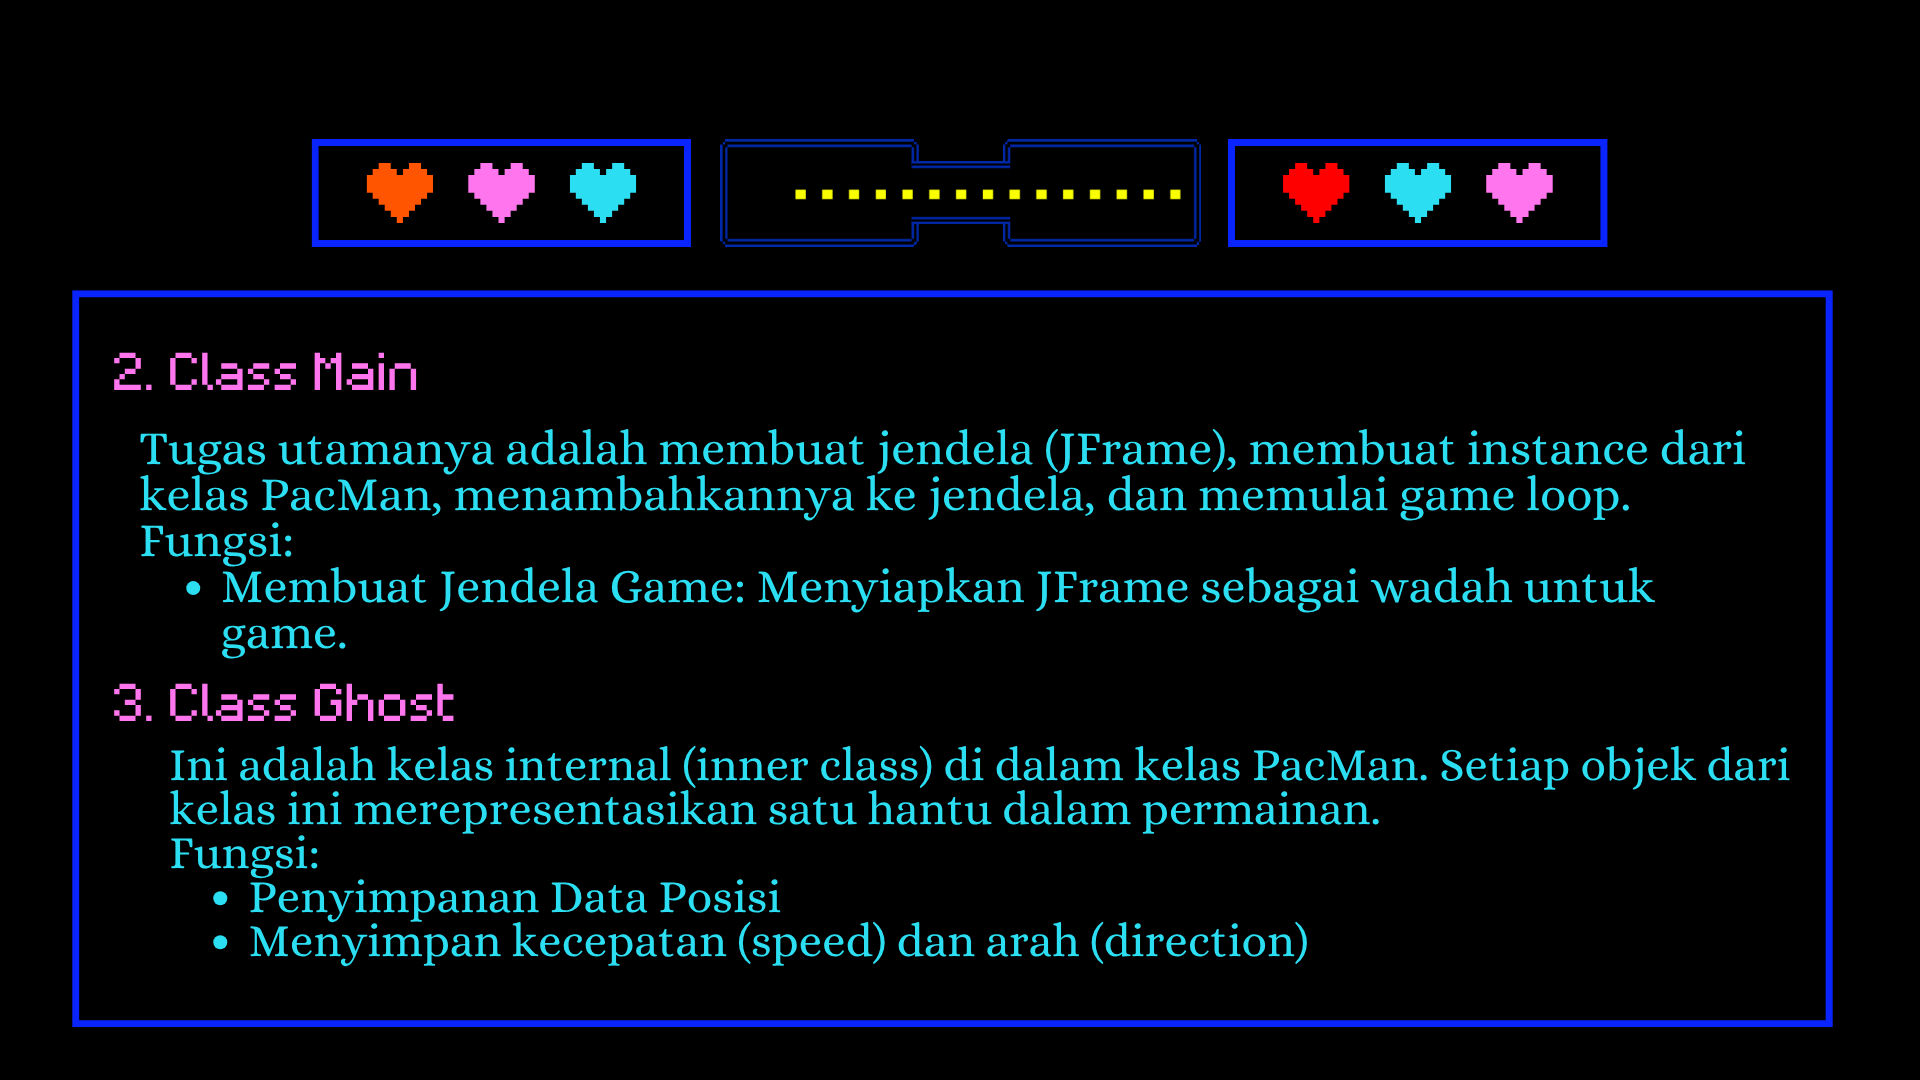 2. Class Main
Tugas utamanya adalah membuat jendela (JFrame), membuat instance dari
kelas PacMan, menambahkannya ke jendela, dan memulai game loop.
Fungsi:
• Membuat Jendela Game: Menyiapkan JFrame sebagai wadah untuk
game.
3. Class Ghost
Ini adalah kelas internal (inner class) di dalam kelas PacMan. Setiap objek dari
kelas ini merepresentasikan satu hantu dalam permainan.
Fungsi:
• Penyimpanan Data Posisi
• Menyimpan kecepatan (speed) dan arah (direction)